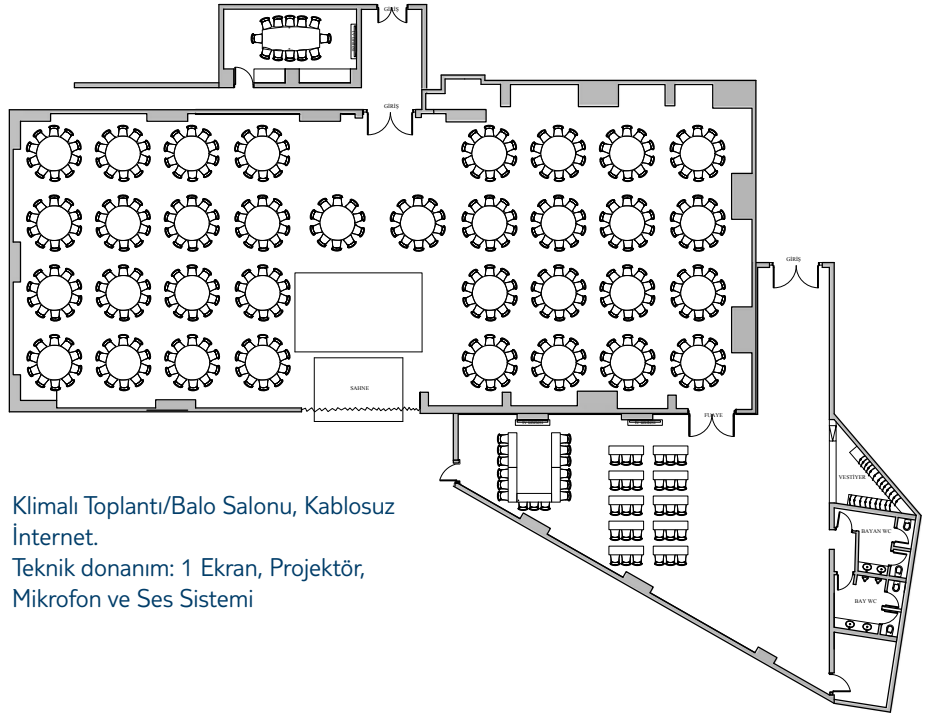 GİRİŞ
GİRİŞ
GİRİŞ
SAHNE
FUAYE
VESTİYER
BAYAN WC
BAY WC
Klimalı Toplantı/Balo Salonu, Kablosuz
İnternet.
Teknik donanım: 1 Ekran, Projektör,
Mikrofon ve Ses Sistemi